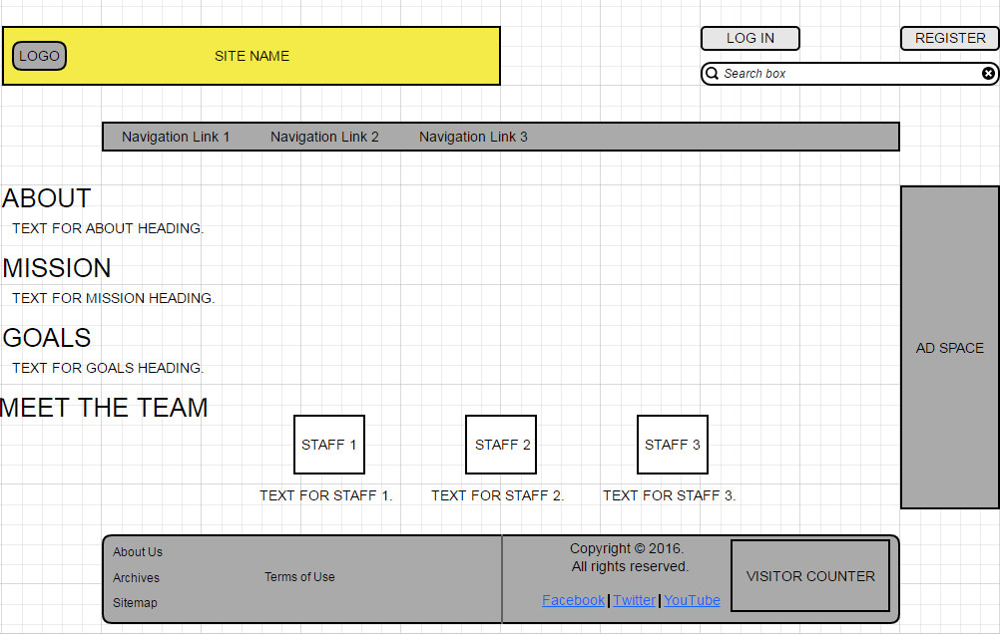 LOGO
SITE NAME
LOG IN
REGISTER
Search box
Navigation Link 1 Navigation Link 2 Navigation Link 3
ABOUT
TEXT FOR ABOUT HEADING.
MISSION
TEXT FOR MISSION HEADING.
GOALS
TEXT FOR GOALS HEADING.
MEET THE TEAM
STAFF 1
STAFF 2
STAFF 3
TEXT FOR STAFF 1.
TEXT FOR STAFF 2.
TEXT FOR STAFF 3.
AD SPACE
About Us
Archives
Sitemap
Terms of Use
Copyright © 2016.
All rights reserved.
Facebook | Twitter | YouTube
VISITOR COUNTER